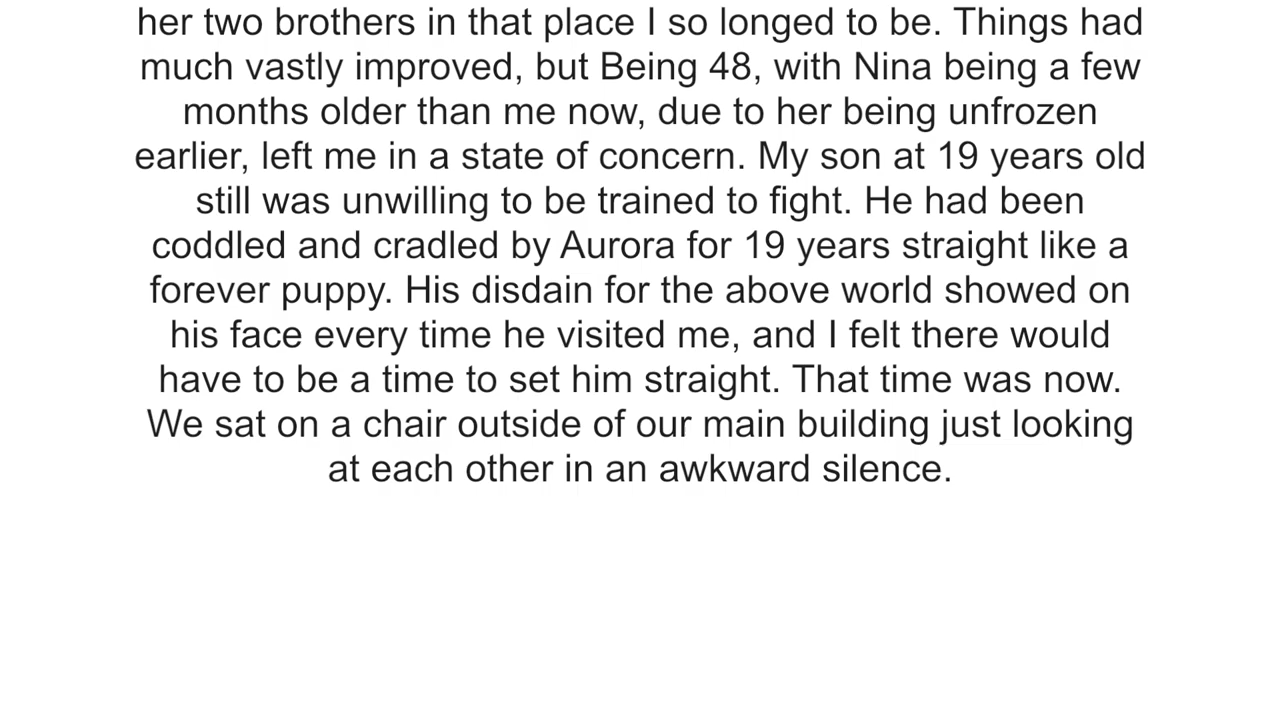 her two brothers in that place I so longed to be. Things had
much vastly improved, but Being 48, with Nina being a few
months older than me now, due to her being unfrozen
earlier, left me in a state of concern. My son at 19 years old
still was unwilling to be trained to fight. He had been
coddled and cradled by Aurora for 19 years straight like a
forever puppy. His disdain for the above world showed on
his face every time he visited me, and I felt there would
have to be a time to set him straight. That time was now.
We sat on a chair outside of our main building just looking
at each other in an awkward silence.